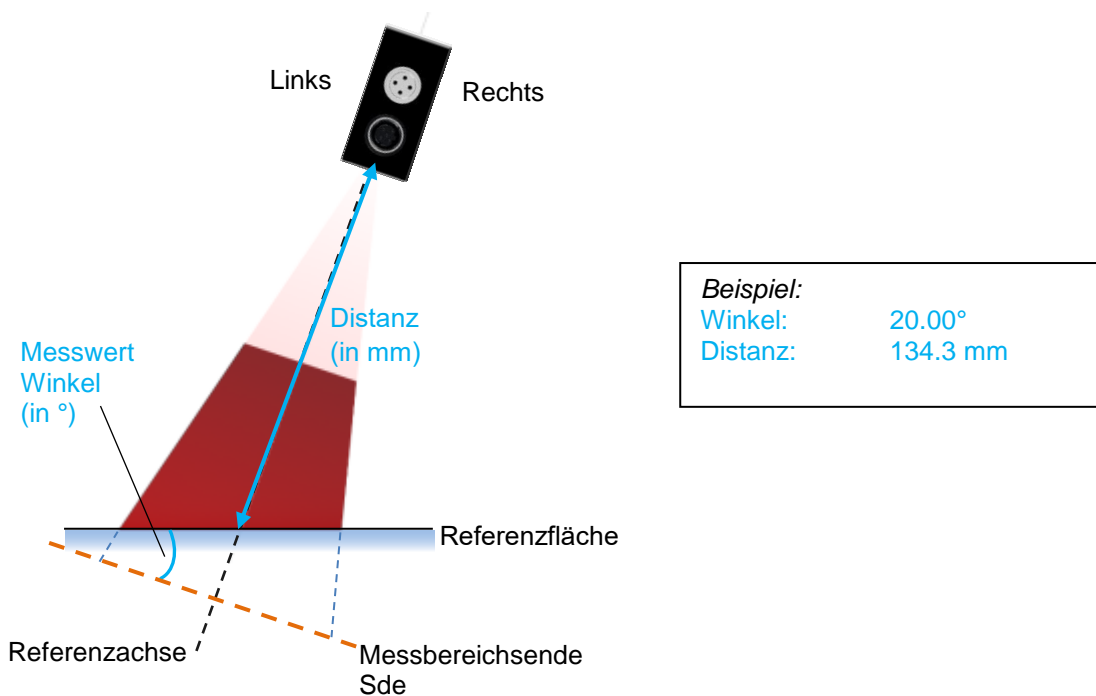 Links
Rechts
Distanz
(in mm)
Messwert
Winkel
(in °)
Beispiel:
Winkel: 20.00°
Distanz: 134.3 mm
Referenzfläche
Referenzachse
Messbereichsende
Sde